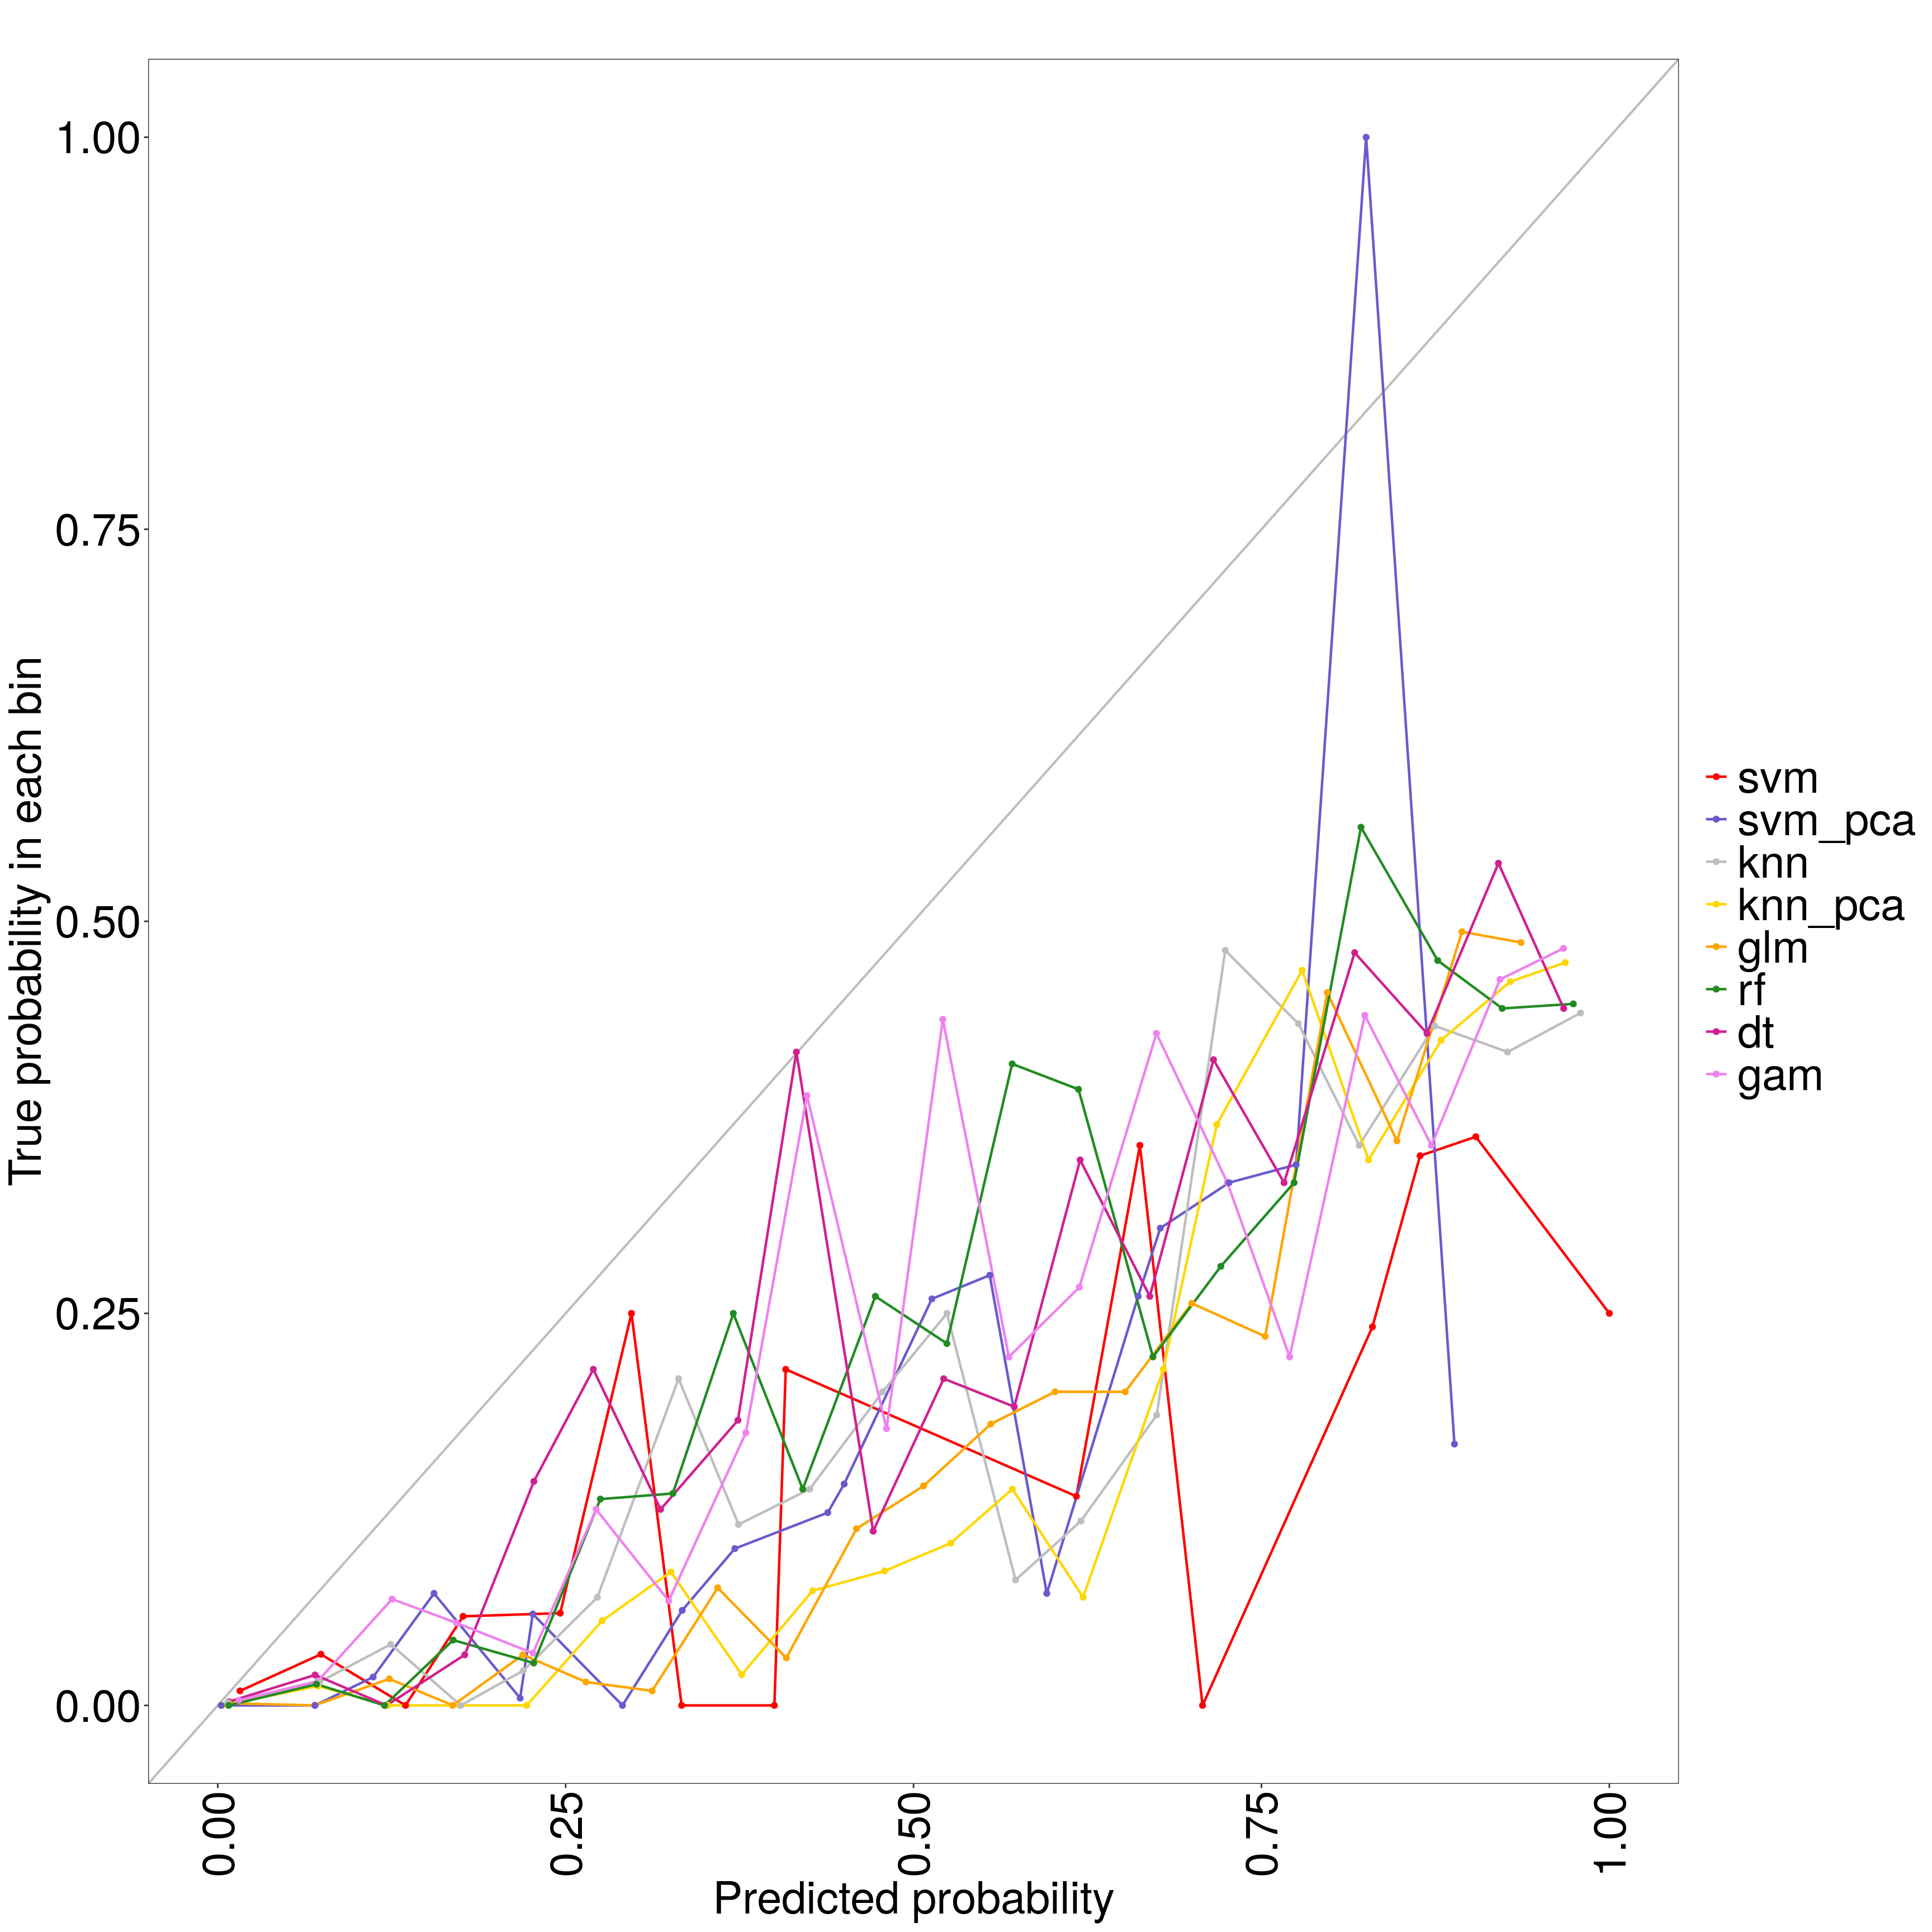 True probability in each bin
1.00
0.75
0.50
0.25
0.00
0.00
0.25
0.50
0.75
1.00
Predicted probability
svm
svm_pca
knn
knn_pca
glm
rf
dt
gam